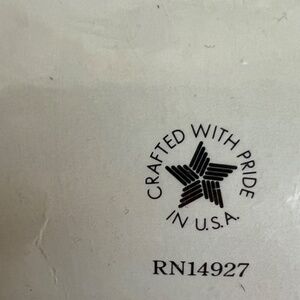 CRAFTED WITH PRIDE
IN U.S.A.
RN14927